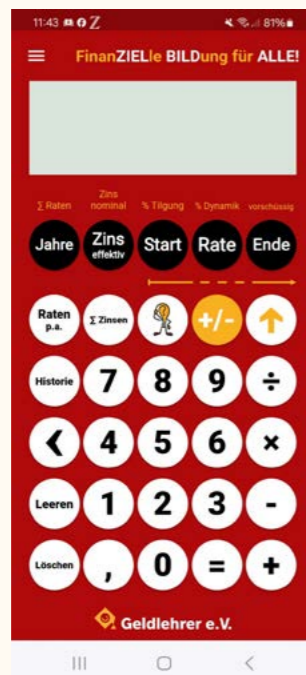 11:43 Z 81%
FinanZIELle BILDung für ALLE!
Zins
Σ Raten nominal % Tilgung % Dynamik vorschüssig
Jahre Zins effektiv Start Rate Ende
Raten p.a. Σ Zinsen +/-
Historie 7 8 9 ÷
4 5 6 ×
Leeren 1 2 3 -
Löschen , 0 = +
Geldlehrer e.V.